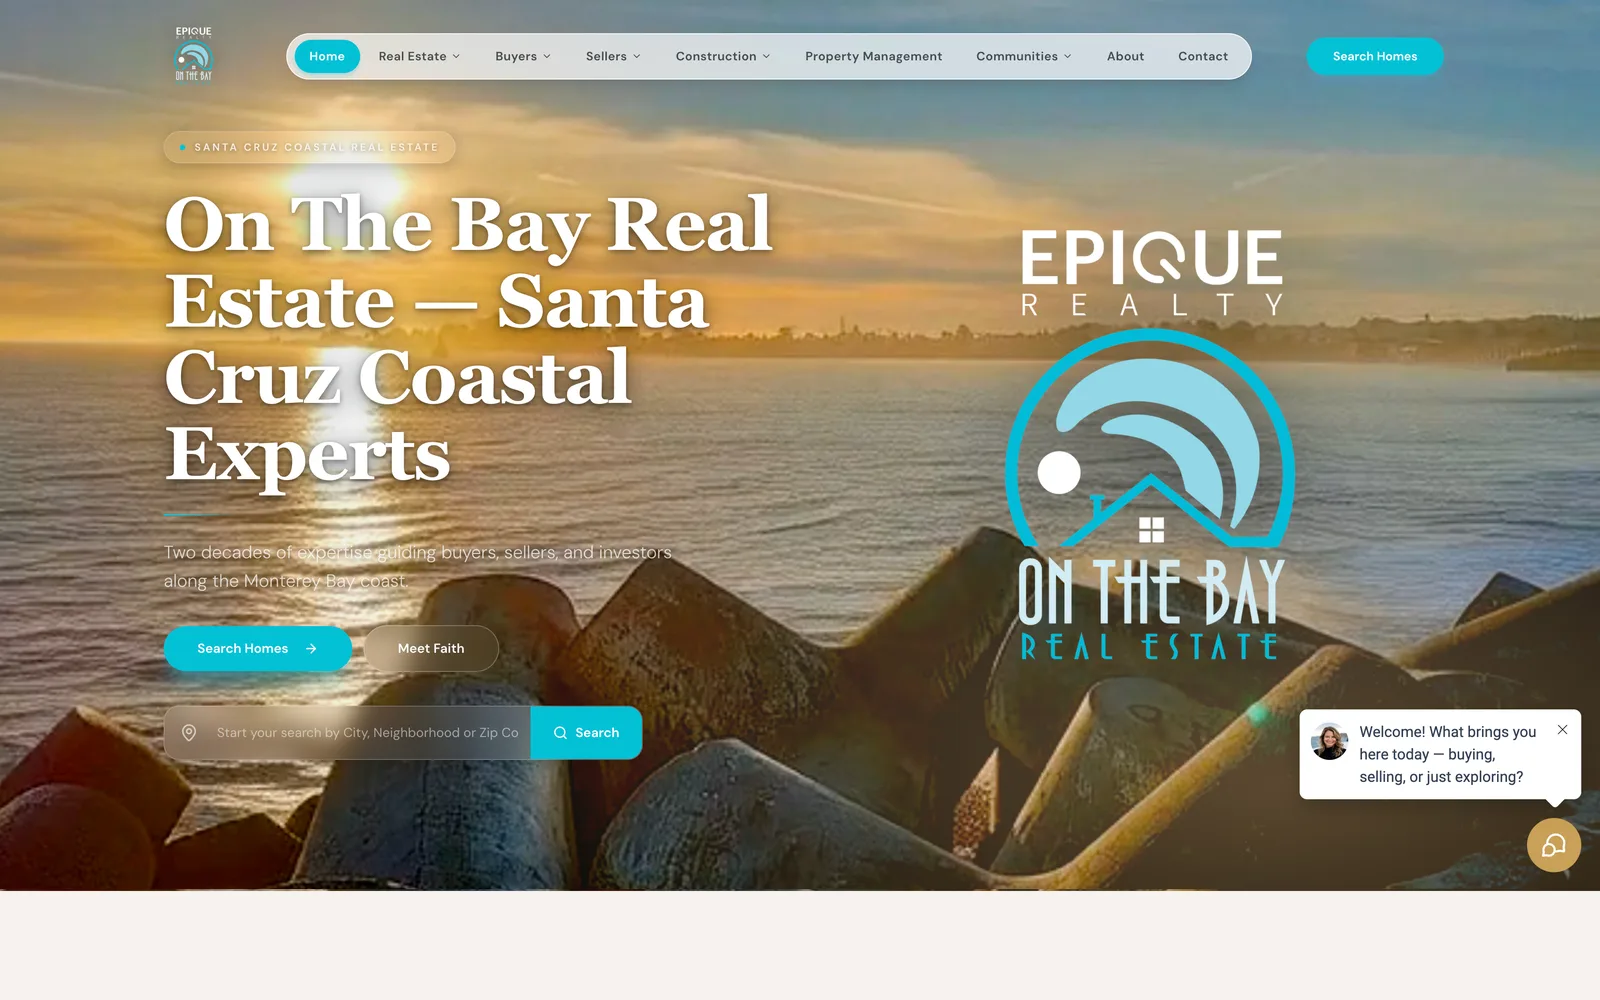 EPIQUE
REALTY
ON THE BAY
Home
Real Estate
Buyers
Sellers
Construction
Property Management
Communities
About
Contact
Search Homes
SANTA CRUZ COASTAL REAL ESTATE
On The Bay Real
Estate — Santa
Cruz Coastal
Experts
Two decades of expertise guiding buyers, sellers, and investors
along the Monterey Bay coast.
Search Homes
Meet Faith
Start your search by City, Neighborhood or Zip Co
Search
EPIQUE
REALTY
ON THE BAY
REAL ESTATE
Welcome! What brings you
here today — buying,
selling, or just exploring?